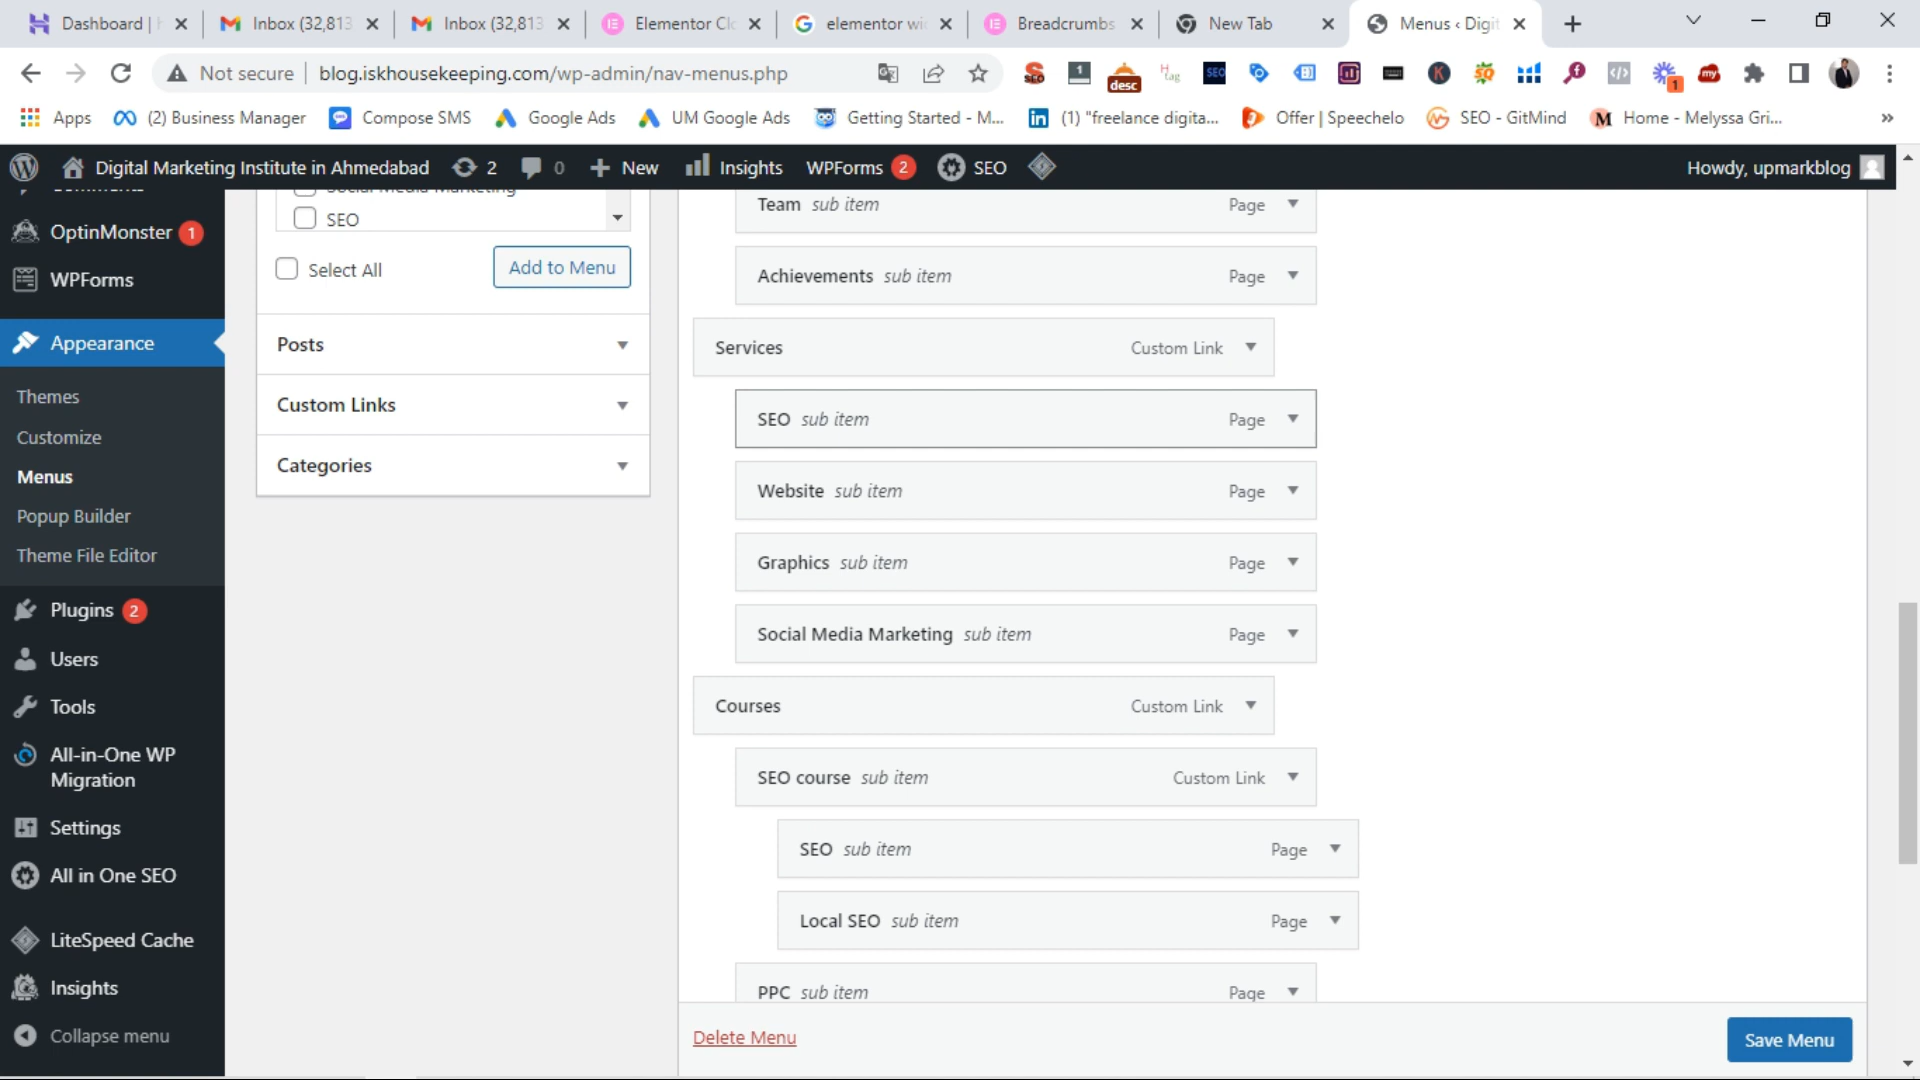 Dashboard |
Inbox (32,813
Inbox (32,813
Elementor Cl
elementor wi
Breadcrumbs
New Tab
Menus ‹ Digit
Not secure
blog.iskhousekeeping.com/wp-admin/nav-menus.php
Apps
(2) Business Manager
Compose SMS
Google Ads
UM Google Ads
Getting Started - M...
(1) "freelance digita...
Offer | Speechelo
SEO - GitMind
Home - Melyssa Gri...
»
Digital Marketing Institute in Ahmedabad
2
0
New
Insights
WPForms 2
SEO
Howdy, upmarkblog
Comments
OptinMonster 1
WPForms
Appearance
Themes
Customize
Menus
Popup Builder
Theme File Editor
Plugins 2
Users
Tools
All-in-One WP
Migration
Settings
All in One SEO
LiteSpeed Cache
Insights
Collapse menu
Social Media Marketing
SEO
Select All
Add to Menu
Posts
Custom Links
Categories
Team sub item Page
Achievements sub item Page
Services Custom Link
SEO sub item Page
Website sub item Page
Graphics sub item Page
Social Media Marketing sub item Page
Courses Custom Link
SEO course sub item Custom Link
SEO sub item Page
Local SEO sub item Page
PPC sub item Page
Delete Menu
Save Menu